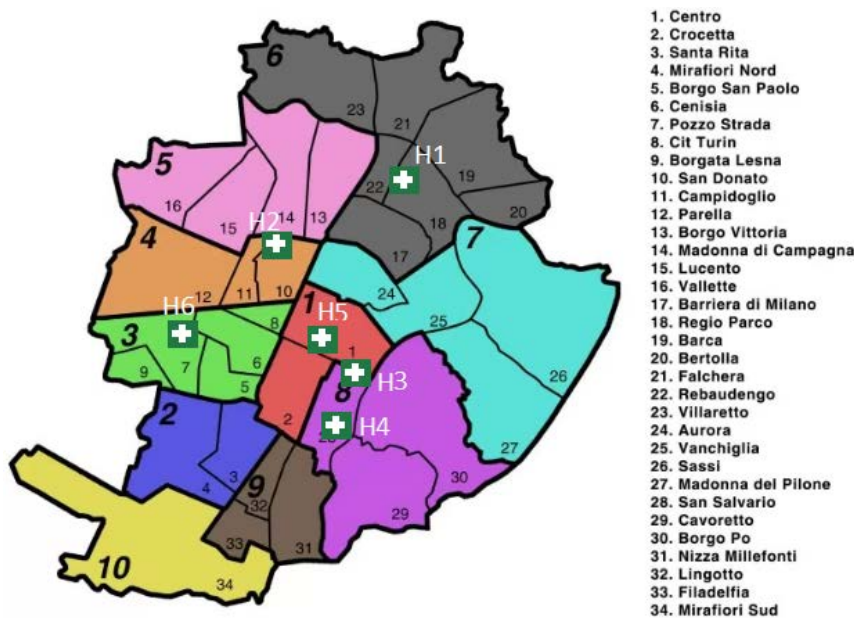 6
23
21
H1
5
22
19
16
18
20
15
14
13
H2
4
17
7
12
11
10
24
1
H5
H6
3
8
25
1
H3
7
6
26
9
5
8
2
2
H4
3
27
4
9
30
32
29
33
31
10
34
1. Centro
2. Crocetta
3. Santa Rita
4. Mirafiori Nord
5. Borgo San Paolo
6. Cenisia
7. Pozzo Strada
8. Cit Turin
9. Borgata Lesna
10. San Donato
11. Campidoglio
12. Parella
13. Borgo Vittoria
14. Madonna di Campagna
15. Lucento
16. Vallette
17. Barriera di Milano
18. Regio Parco
19. Barca
20. Bertolla
21. Falchera
22. Rebaudengo
23. Villaretto
24. Aurora
25. Vanchiglia
26. Sassi
27. Madonna del Pilone
28. San Salvario
29. Cavoretto
30. Borgo Po
31. Nizza Millefonti
32. Lingotto
33. Filadelfia
34. Mirafiori Sud